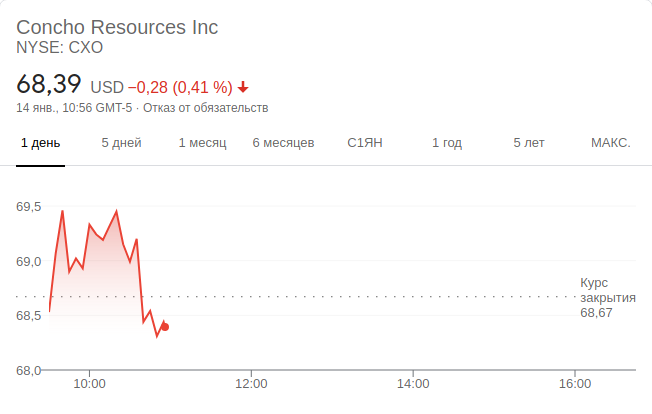 Concho Resources Inc
NYSE: CXO
68,39 USD −0,28 (0,41 %)
14 янв., 10:56 GMT-5 · Отказ от обязательств
1 день 5 дней 1 месяц 6 месяцев С1ЯН 1 год 5 лет МАКС.
69,5
69,0
Курс
закрытия
68,67
68,5
68,0
10:00 12:00 14:00 16:00